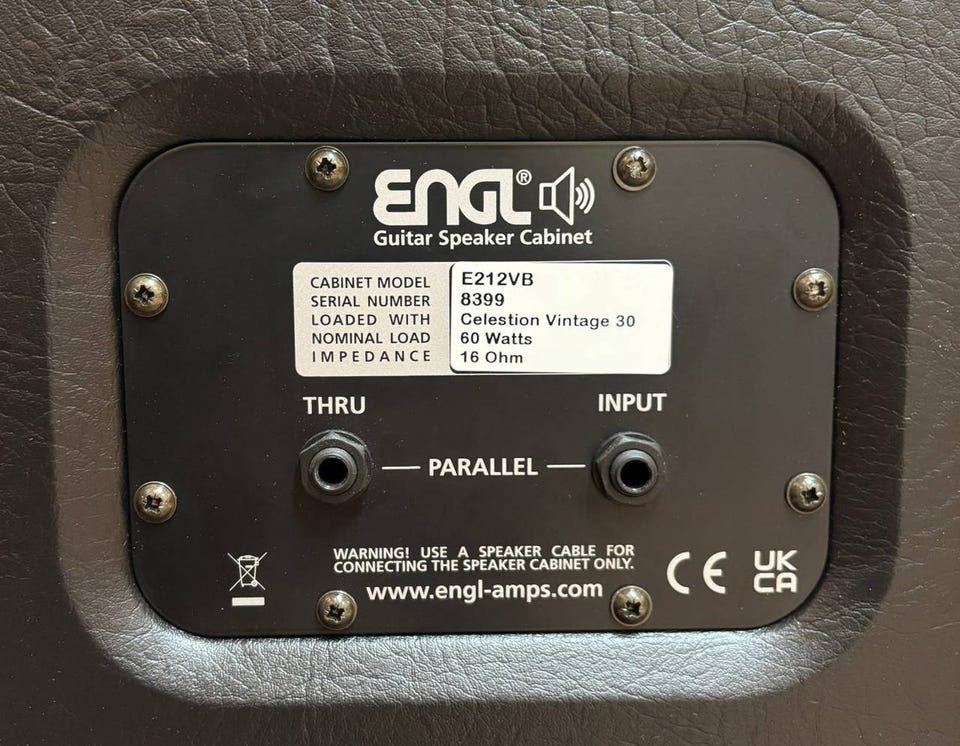 ENGL®
Guitar Speaker Cabinet
CABINET MODEL E212VB
SERIAL NUMBER 8399
LOADED WITH Celestion Vintage 30
NOMINAL LOAD 60 Watts
IMPEDANCE 16 Ohm
THRU INPUT
PARALLEL
WARNING! USE A SPEAKER CABLE FOR
CONNECTING THE SPEAKER CABINET ONLY.
www.engl-amps.com
CE UK
CA